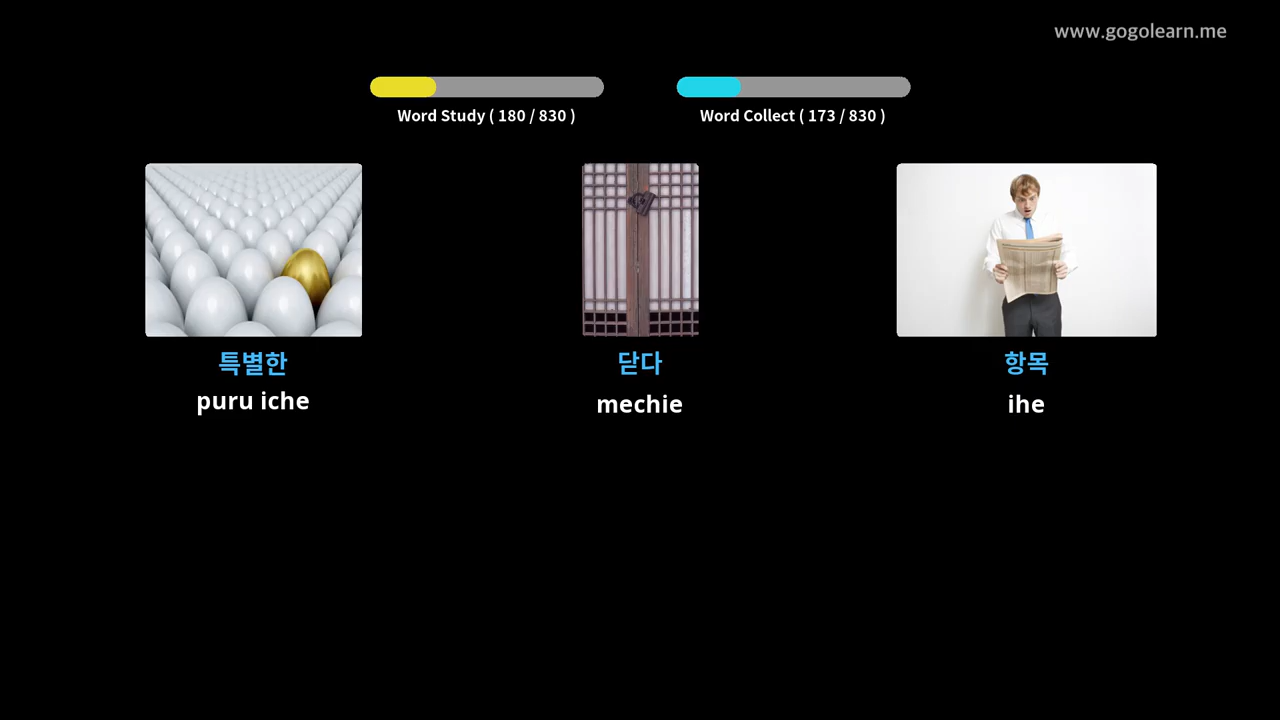 www.gogolearn.me
Word Study ( 180 / 830 )
Word Collect ( 173 / 830 )
특별한
puru iche
닫다
mechie
항목
ihe